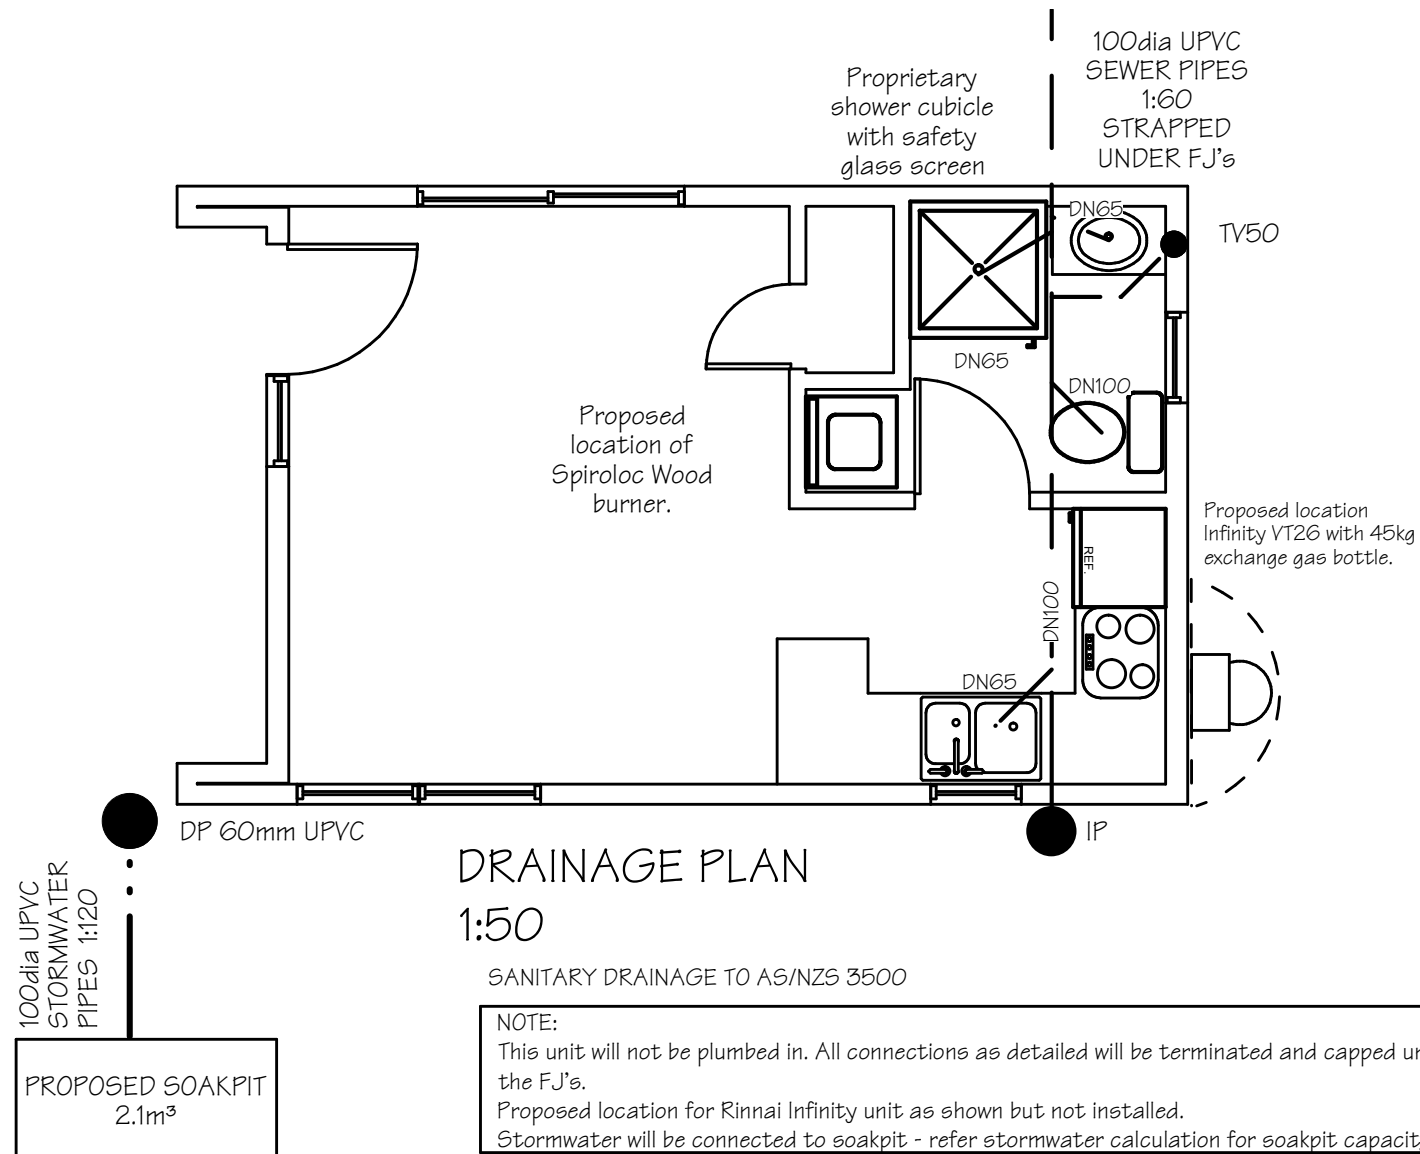 100dia UPVC
SEWER PIPES
1:60
STRAPPED
UNDER FJ's
Proprietary
shower cubicle
with safety
glass screen
DN65
TV50
DN65
DN100
Proposed
location of
Spiroloc Wood
burner.
Proposed location
Infinity VT26 with 45kg
exchange gas bottle.
REF.
DN100
DN65
DP 60mm UPVC
IP
DRAINAGE PLAN
1:50
100dia UPVC
STORMWATER
PIPES 1:120
SANITARY DRAINAGE TO AS/NZS 3500
NOTE:
This unit will not be plumbed in. All connections as detailed will be terminated and capped
the FJ's.
Proposed location for Rinnai Infinity unit as shown but not installed.
Stormwater will be connected to soakpit - refer stormwater calculation for soakpit
PROPOSED SOAKPIT
2.1m³